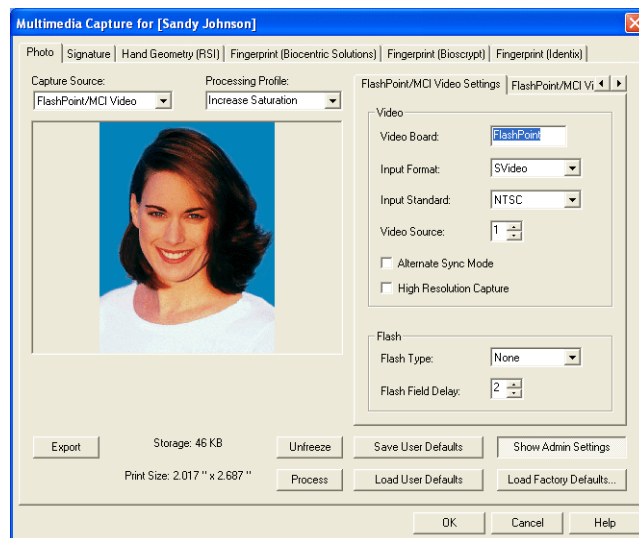 Multimedia Capture for [Sandy Johnson]
Photo Signature Hand Geometry (RSI) Fingerprint (Biocentric Solutions) Fingerprint (Bioscrypt) Fingerprint (Identix)
Capture Source: Processing Profile:
FlashPoint/MCI Video Increase Saturation
FlashPoint/MCI Video Settings FlashPoint/MCI Vi
Video
Video Board: FlashPoint
Input Format: SVideo
Input Standard: NTSC
Video Source: 1
Alternate Sync Mode
High Resolution Capture
Flash
Flash Type: None
Flash Field Delay: 2
Export Storage: 46 KB Unfreeze Save User Defaults Show Admin Settings
Print Size: 2.017 " x 2.687 " Process Load User Defaults Load Factory Defaults...
OK Cancel Help